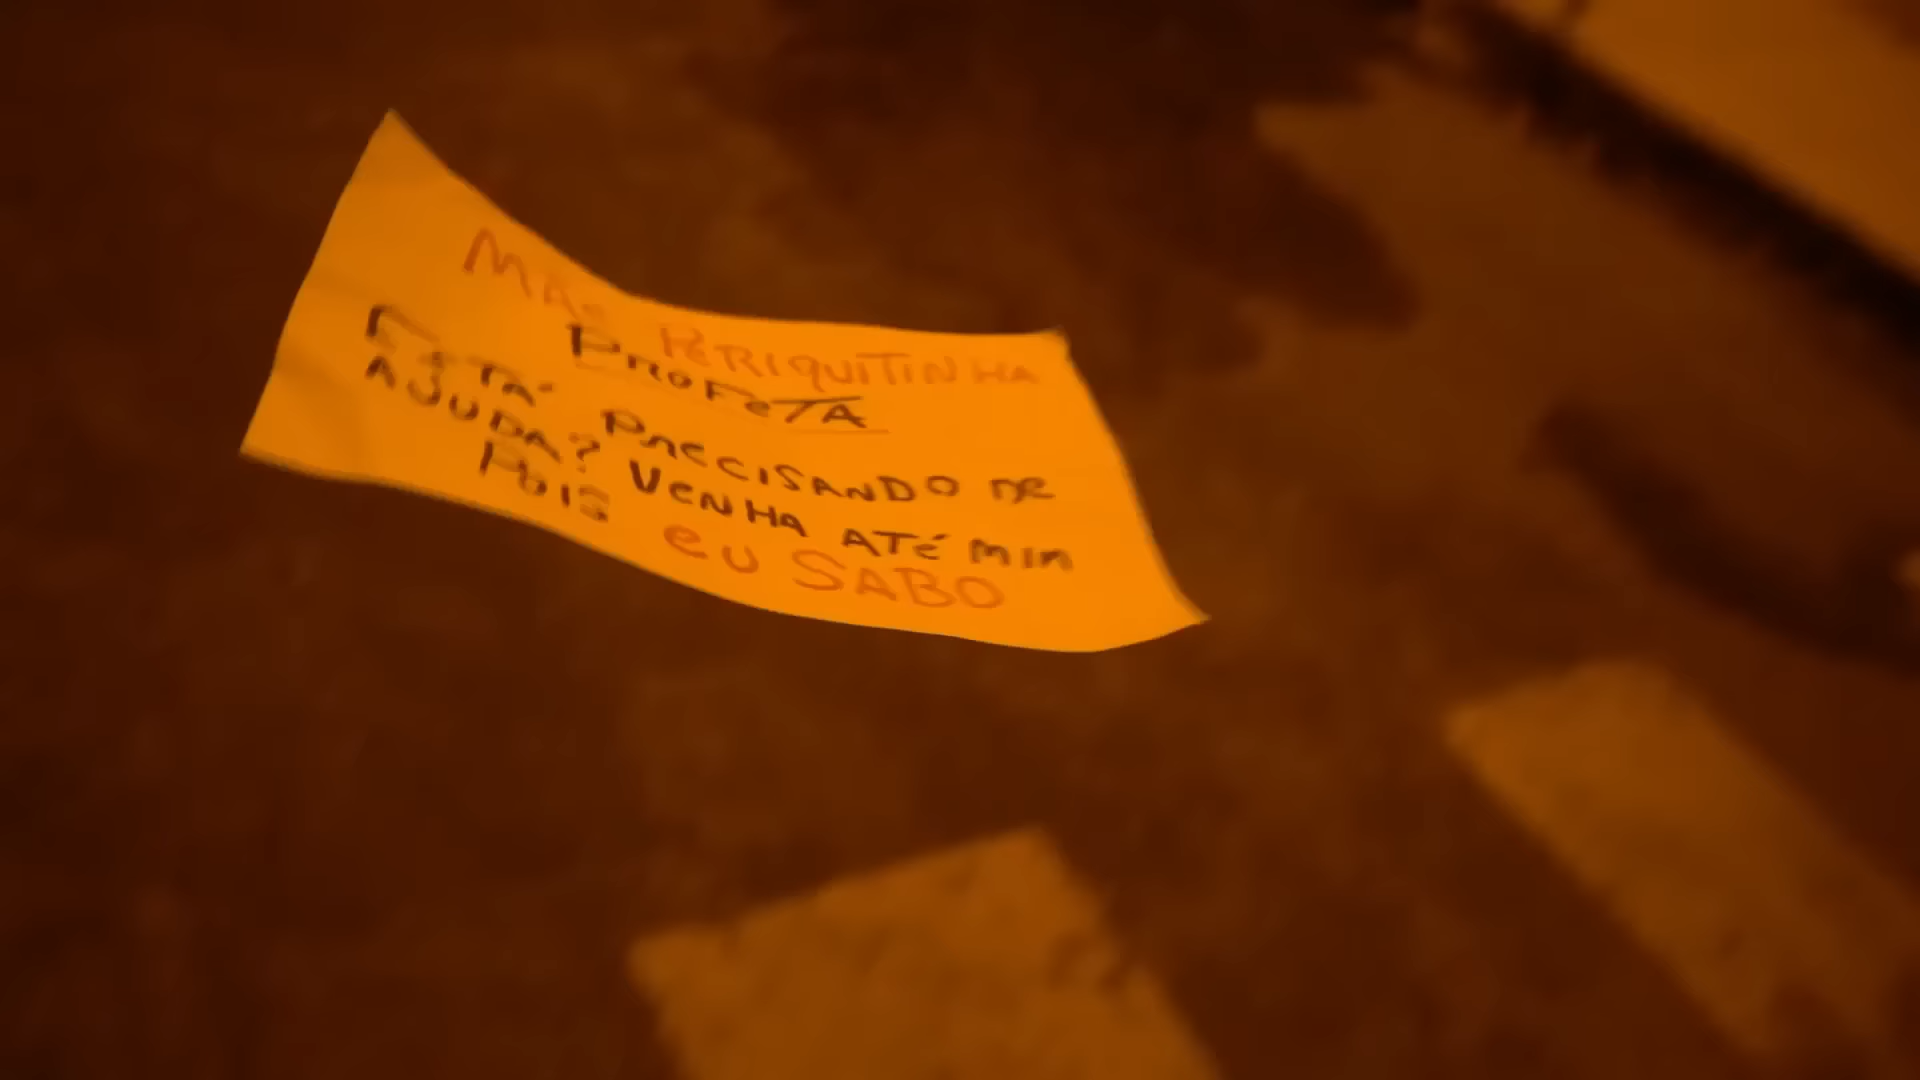 MÃe PeRIQUITINHA
PROFeTA
ESTÁ PReCISANDO De
AJUDA? VeNHA ATé MIM
POIS eU SABO